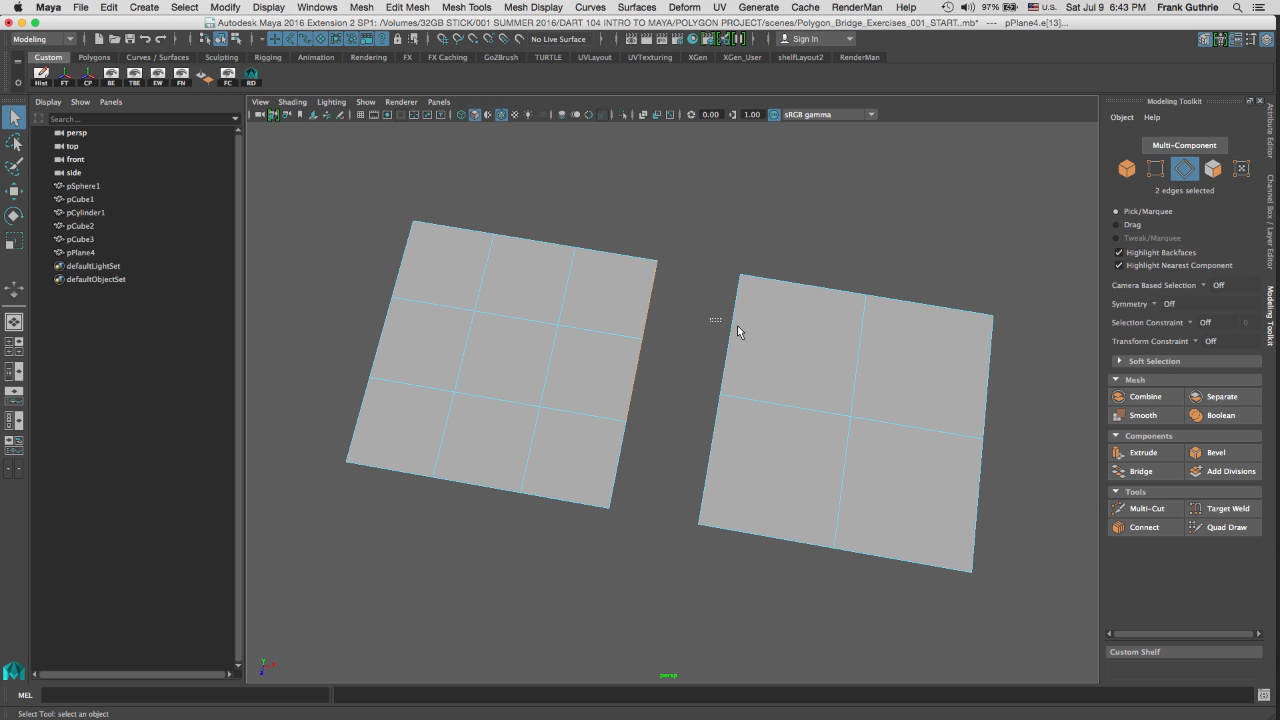 Maya File Edit Create Select Modify Display Windows Mesh Edit Mesh Mesh Tools Mesh Display Curves Surfaces Deform UV Generate Cache RenderMan Help 97% U.S. Sat Jul 9 6:43 PM Frank Guthrie
Autodesk Maya 2016 Extension 2 SP1: /Volumes/32GB STICK/001 SUMMER 2016/DART 104 INTRO TO MAYA/POLYGON PROJECT/scenes/Polygon_Bridge_Exercises_001_START..mb* --- pPlane4.e[13]...
Modeling No Live Surface Sign In
Custom Polygons Curves / Surfaces Sculpting Rigging Animation Rendering FX FX Caching GoZBrush TURTLE UVLayout UVTexturing XGen XGen_User shelfLayout2 RenderMan
Hist FT CP BE TBE EW FN FC RD
Display Show Panels
View Shading Lighting Show Renderer Panels
Search...
0.00 1.00 sRGB gamma
persp
top
front
side
pSphere1
pCube1
pCylinder1
pCube2
pCube3
pPlane4
defaultLightSet
defaultObjectSet
persp
Modeling Toolkit
Object Help
Multi-Component
2 edges selected
Pick/Marquee
Drag
Tweak/Marquee
Highlight Backfaces
Highlight Nearest Component
Camera Based Selection Off
Symmetry Off
Selection Constraint Off 0
Transform Constraint Off
Soft Selection
Mesh
Combine Separate
Smooth Boolean
Components
Extrude Bevel
Bridge Add Divisions
Tools
Multi-Cut Target Weld
Connect Quad Draw
Custom Shelf
Attribute Editor
Channel Box / Layer Editor
Modeling Toolkit
MEL
Select Tool: select an object